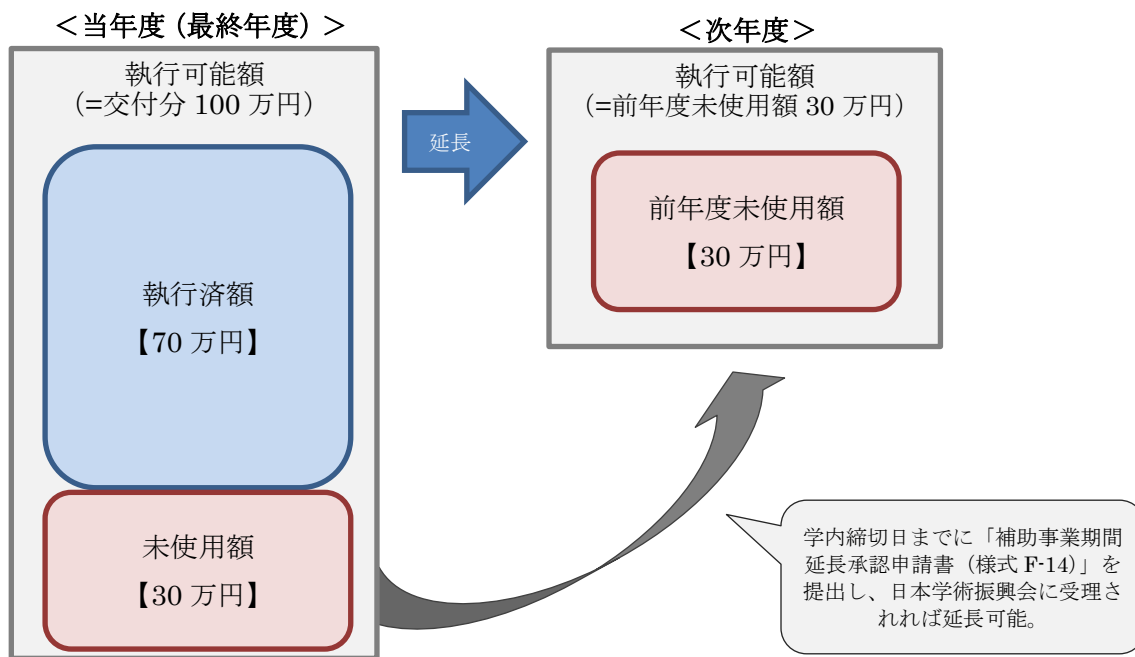 ＜当年度（最終年度）＞
執行可能額
（=交付分 100 万円）
執行済額
【70 万円】
未使用額
【30 万円】
延長
＜次年度＞
執行可能額
（=前年度未使用額 30 万円）
前年度未使用額
【30 万円】
学内締切日までに「補助事業期間
延長承認申請書（様式 F-14）」を
提出し、日本学術振興会に受理さ
れれば延長可能。